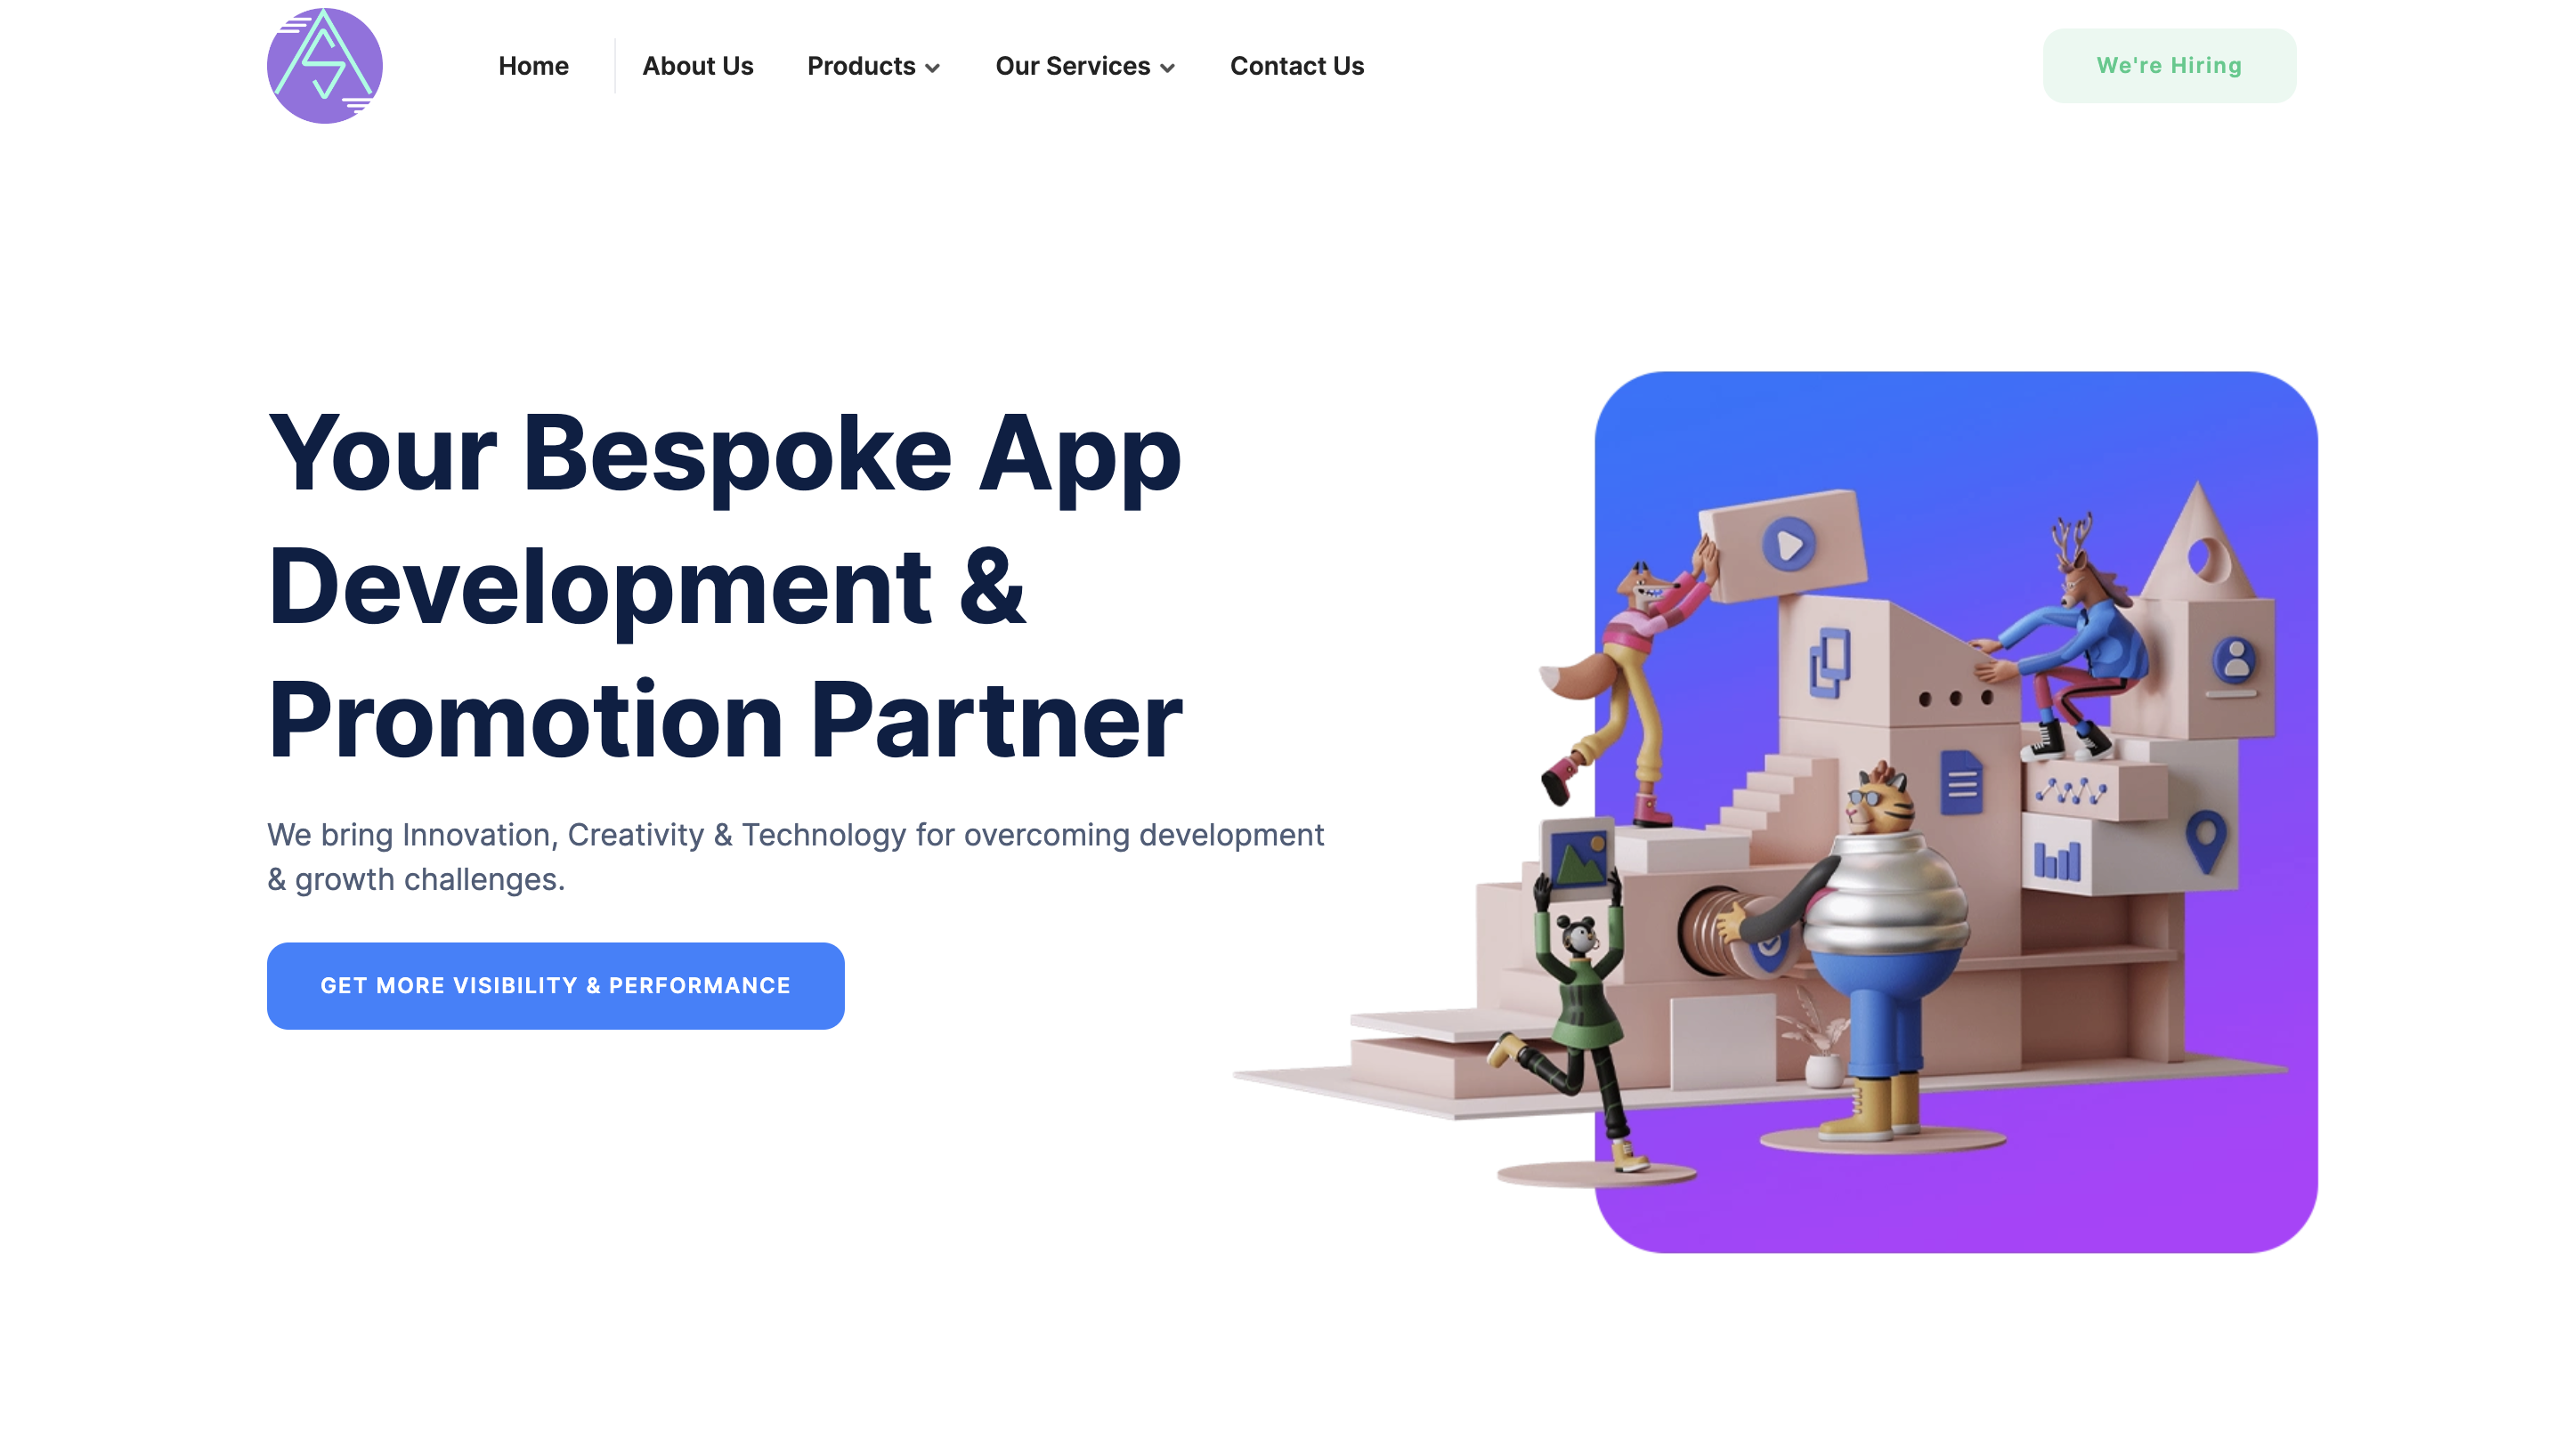 Home
About Us
Products
Our Services
Contact Us
We're Hiring
Your Bespoke App
Development &
Promotion Partner
We bring Innovation, Creativity & Technology for overcoming development
& growth challenges.
GET MORE VISIBILITY & PERFORMANCE